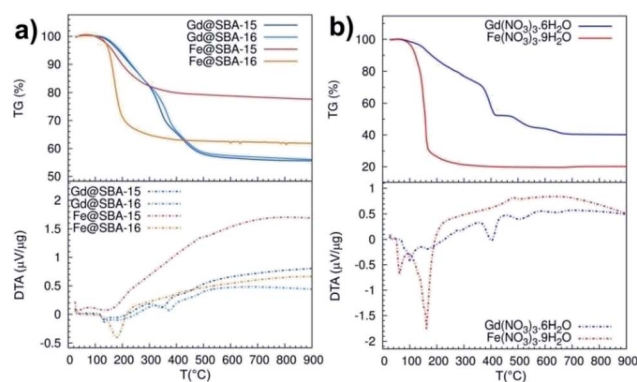 a)
Gd@SBA-15
Gd@SBA-16
Fe@SBA-15
Fe@SBA-16
TG (%)
100
90
80
70
60
50
Gd@SBA-15
Gd@SBA-16
Fe@SBA-15
Fe@SBA-16
DTA (μV/μg)
2
1.5
1
0.5
0
-0.5
0 100 200 300 400 500 600 700 800 900
T(°C)
b)
Gd(NO3)3.6H2O
Fe(NO3)3.9H2O
TG (%)
100
80
60
40
20
DTA (μV/μg)
1
0.5
0
-0.5
-1
-1.5
-2
Gd(NO3)3.6H2O
Fe(NO3)3.9H2O
0 100 200 300 400 500 600 700 800 900
T(°C)